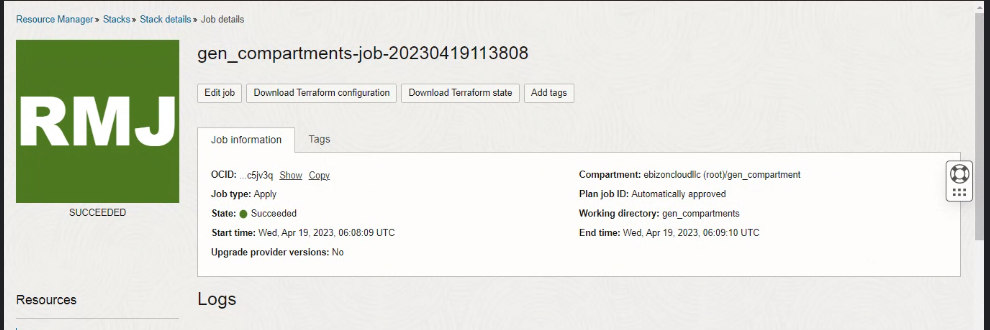 Resource Manager » Stacks » Stack details » Job details
RMJ
SUCCEEDED
gen_compartments-job-20230419113808
Edit job Download Terraform configuration Download Terraform state Add tags
Job information Tags
OCID: ...c5jv3q Show Copy
Job type: Apply
State: Succeeded
Start time: Wed, Apr 19, 2023, 06:08:09 UTC
Upgrade provider versions: No
Compartment: ebizoncloudllc (root)/gen_compartment
Plan job ID: Automatically approved
Working directory: gen_compartments
End time: Wed, Apr 19, 2023, 06:09:10 UTC
Resources
Logs